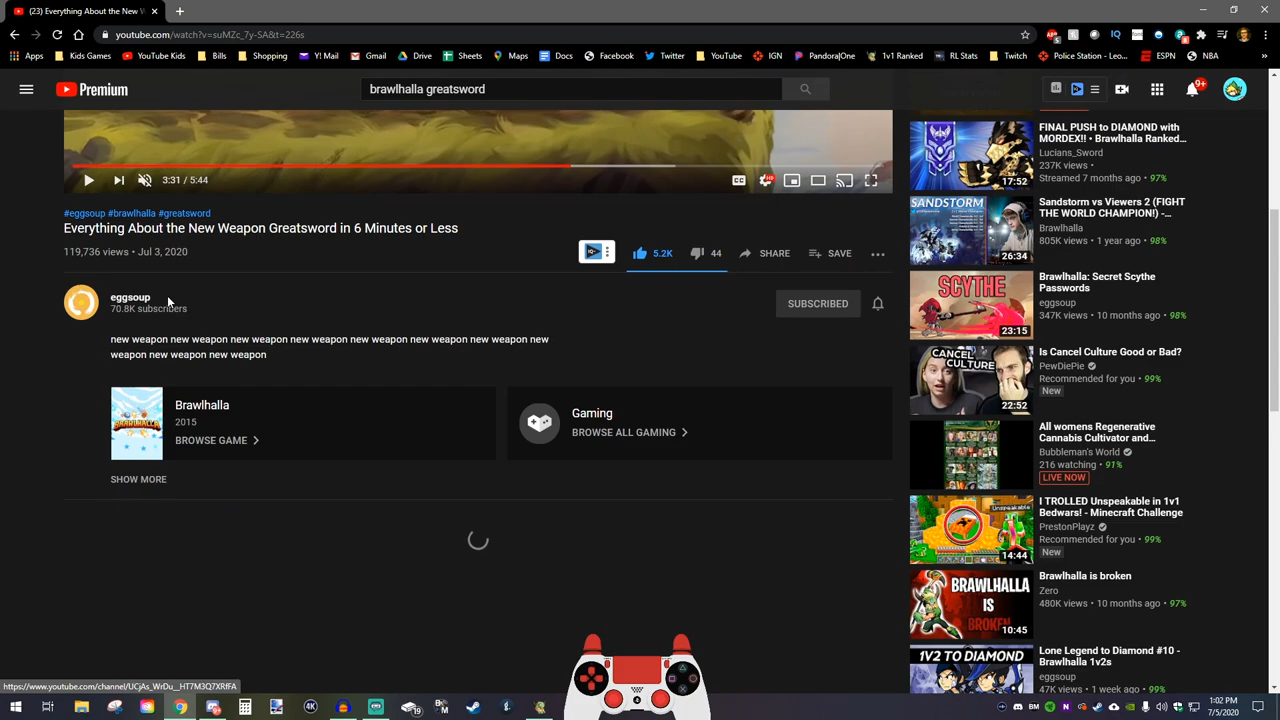 (23) Everything About the New W
youtube.com/watch?v=suMZc_7y-SA&t=226s
Apps Kids Games YouTube Kids Bills Shopping Y! Mail Gmail Drive Sheets Maps Docs Facebook Twitter YouTube IGN Pandora|One 1v1 Ranked RL Stats Twitch Police Station - Leo... ESPN NBA
Premium
brawlhalla greatsword
9+
3:31 / 5:44
CC
HD
#eggsoup #brawlhalla #greatsword
Everything About the New Weapon Greatsword in 6 Minutes or Less
119,736 views • Jul 3, 2020
5.2K 44 SHARE SAVE
eggsoup
70.8K subscribers
SUBSCRIBED
new weapon new weapon new weapon new weapon new weapon new weapon new weapon new
weapon new weapon new weapon
BRAWLHALLA
Brawlhalla
2015
BROWSE GAME
Gaming
BROWSE ALL GAMING
SHOW MORE
17:52
FINAL PUSH to DIAMOND with
MORDEX!! • Brawlhalla Ranked...
Lucians_Sword
237K views •
Streamed 7 months ago • 97%
SANDSTORM
26:34
Sandstorm vs Viewers 2 (FIGHT
THE WORLD CHAMPION!) -...
Brawlhalla
805K views • 1 year ago • 98%
SCYTHE
23:15
Brawlhalla: Secret Scythe
Passwords
eggsoup
347K views • 10 months ago • 98%
CANCEL
CULTURE
22:52
Is Cancel Culture Good or Bad?
PewDiePie
Recommended for you • 99%
New
All womens Regenerative
Cannabis Cultivator and...
Bubbleman's World
216 watching • 91%
LIVE NOW
Unspeakable
14:44
I TROLLED Unspeakable in 1v1
Bedwars! - Minecraft Challenge
PrestonPlayz
Recommended for you • 99%
New
BRAWLHALLA
IS
BROKEN
10:45
Brawlhalla is broken
Zero
480K views • 10 months ago • 97%
1V2 TO DIAMOND
Lone Legend to Diamond #10 -
Brawlhalla 1v2s
eggsoup
47K views • 1 week ago • 99%
https://www.youtube.com/channel/UCjAs_WrDu__HT7M3Q7XRfFA
4K
1:02 PM
7/5/2020